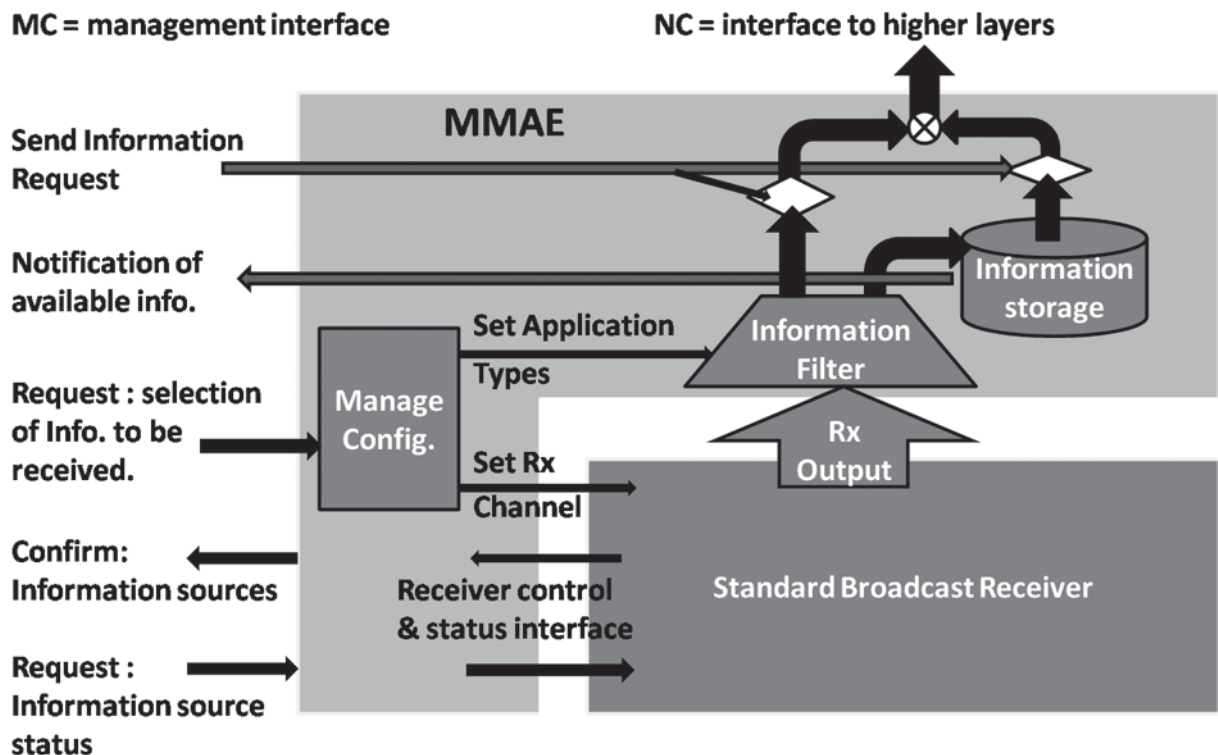 MC = management interface
NC = interface to higher layers
MMAE
Send Information
Request
Notification of
available info.
Information
storage
Set Application
Types
Information
Filter
Request : selection
of Info. to be
received.
Manage
Config.
Rx
Output
Set Rx
Channel
Confirm:
Information sources
Receiver control
& status interface
Standard Broadcast Receiver
Request :
Information source
status